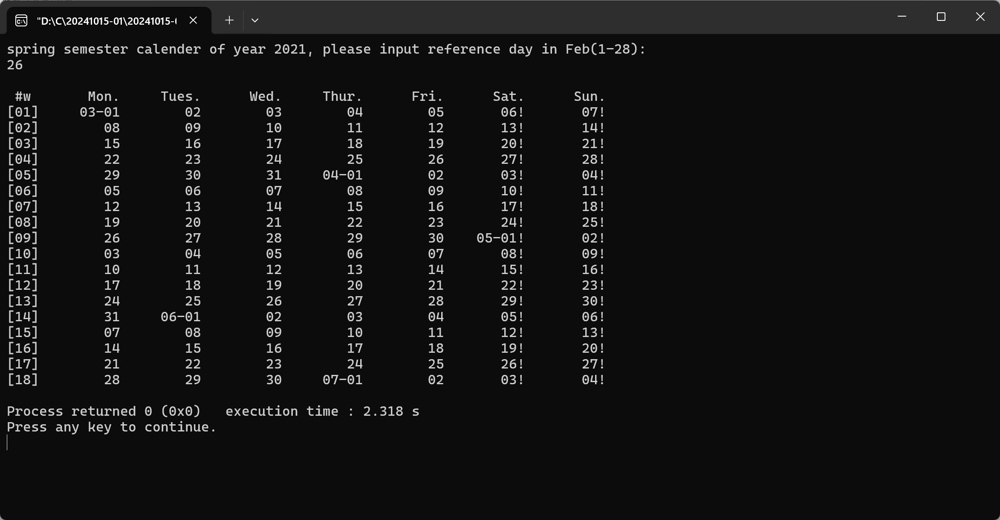 "D:\C\20241015-01\20241015-
spring semester calender of year 2021, please input reference day in Feb(1-28):
26
#w Mon. Tues. Wed. Thur. Fri. Sat. Sun.
[01] 03-01 02 03 04 05 06! 07!
[02] 08 09 10 11 12 13! 14!
[03] 15 16 17 18 19 20! 21!
[04] 22 23 24 25 26 27! 28!
[05] 29 30 31 04-01 02 03! 04!
[06] 05 06 07 08 09 10! 11!
[07] 12 13 14 15 16 17! 18!
[08] 19 20 21 22 23 24! 25!
[09] 26 27 28 29 30 05-01! 02!
[10] 03 04 05 06 07 08! 09!
[11] 10 11 12 13 14 15! 16!
[12] 17 18 19 20 21 22! 23!
[13] 24 25 26 27 28 29! 30!
[14] 31 06-01 02 03 04 05! 06!
[15] 07 08 09 10 11 12! 13!
[16] 14 15 16 17 18 19! 20!
[17] 21 22 23 24 25 26! 27!
[18] 28 29 30 07-01 02 03! 04!
Process returned 0 (0x0) execution time : 2.318 s
Press any key to continue.